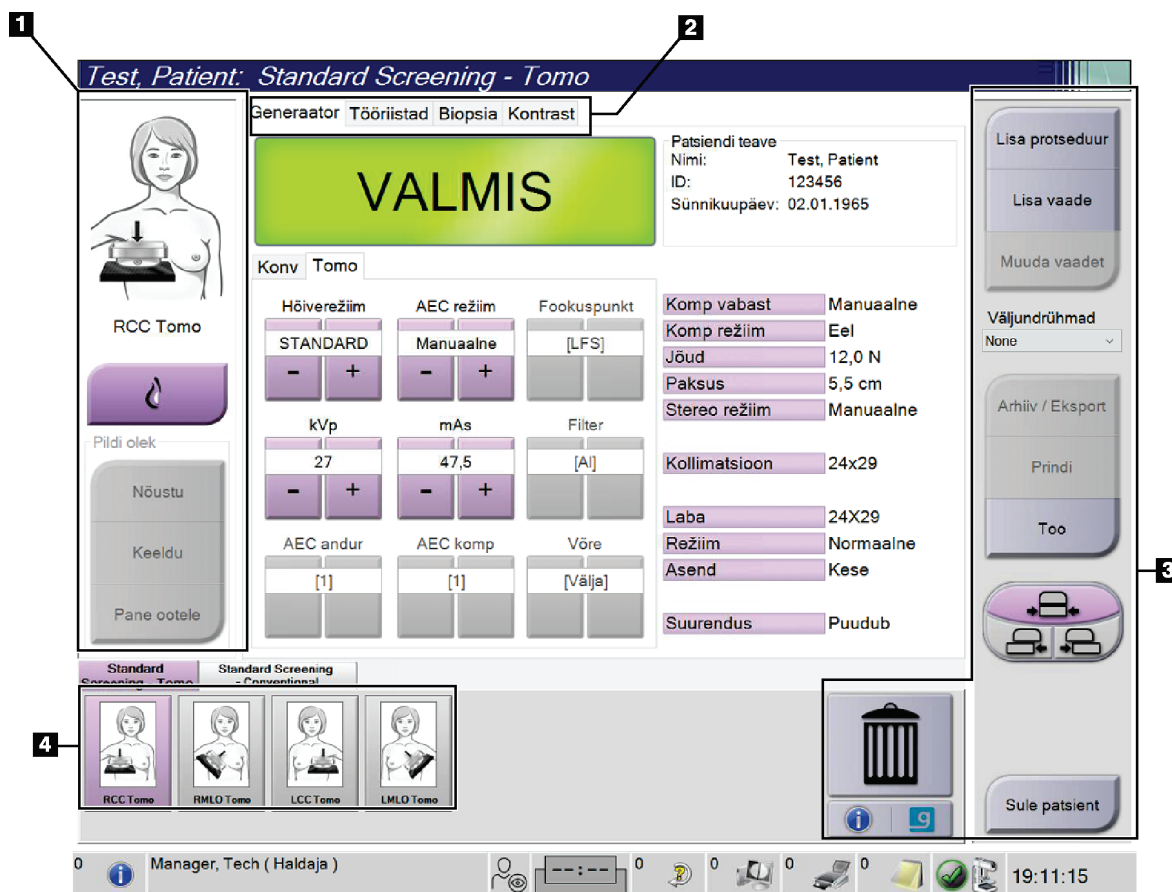 1
2
Test, Patient: Standard Screening - Tomo
Generaator Tööriistad Biopsia Kontrast
VALMIS
Patsiendi teave
Nimi: Test, Patient
ID: 123456
Sünnikuupäev: 02.01.1965
RCC Tomo
Pildi olek
Nõustu
Keeldu
Pane ootele
Konv Tomo
Hõiverežiim AEC režiim Fookuspunkt
STANDARD Manuaalne [LFS]
- + - +
kVp mAs Filter
27 47,5 [Al]
- + - +
AEC andur AEC komp Võre
[1] [1] [Välja]
Komp vabast Manuaalne
Komp režiim Eel
Jõud 12,0 N
Paksus 5,5 cm
Stereo režiim Manuaalne
Kollimatsioon 24x29
Laba 24X29
Režiim Normaalne
Asend Kese
Suurendus Puudub
Lisa protseduur
Lisa vaade
Muuda vaadet
Väljundrühmad
None
Arhiiv / Eksport
Prindi
Too
3
Standard
Screening - Tomo
Standard Screening
- Conventional
4
RCC Tomo RMLO Tomo LCC Tomo LMLO Tomo
Sule patsient
0 Manager, Tech ( Haldaja ) --:-- 0 0 0 0 19:11:15